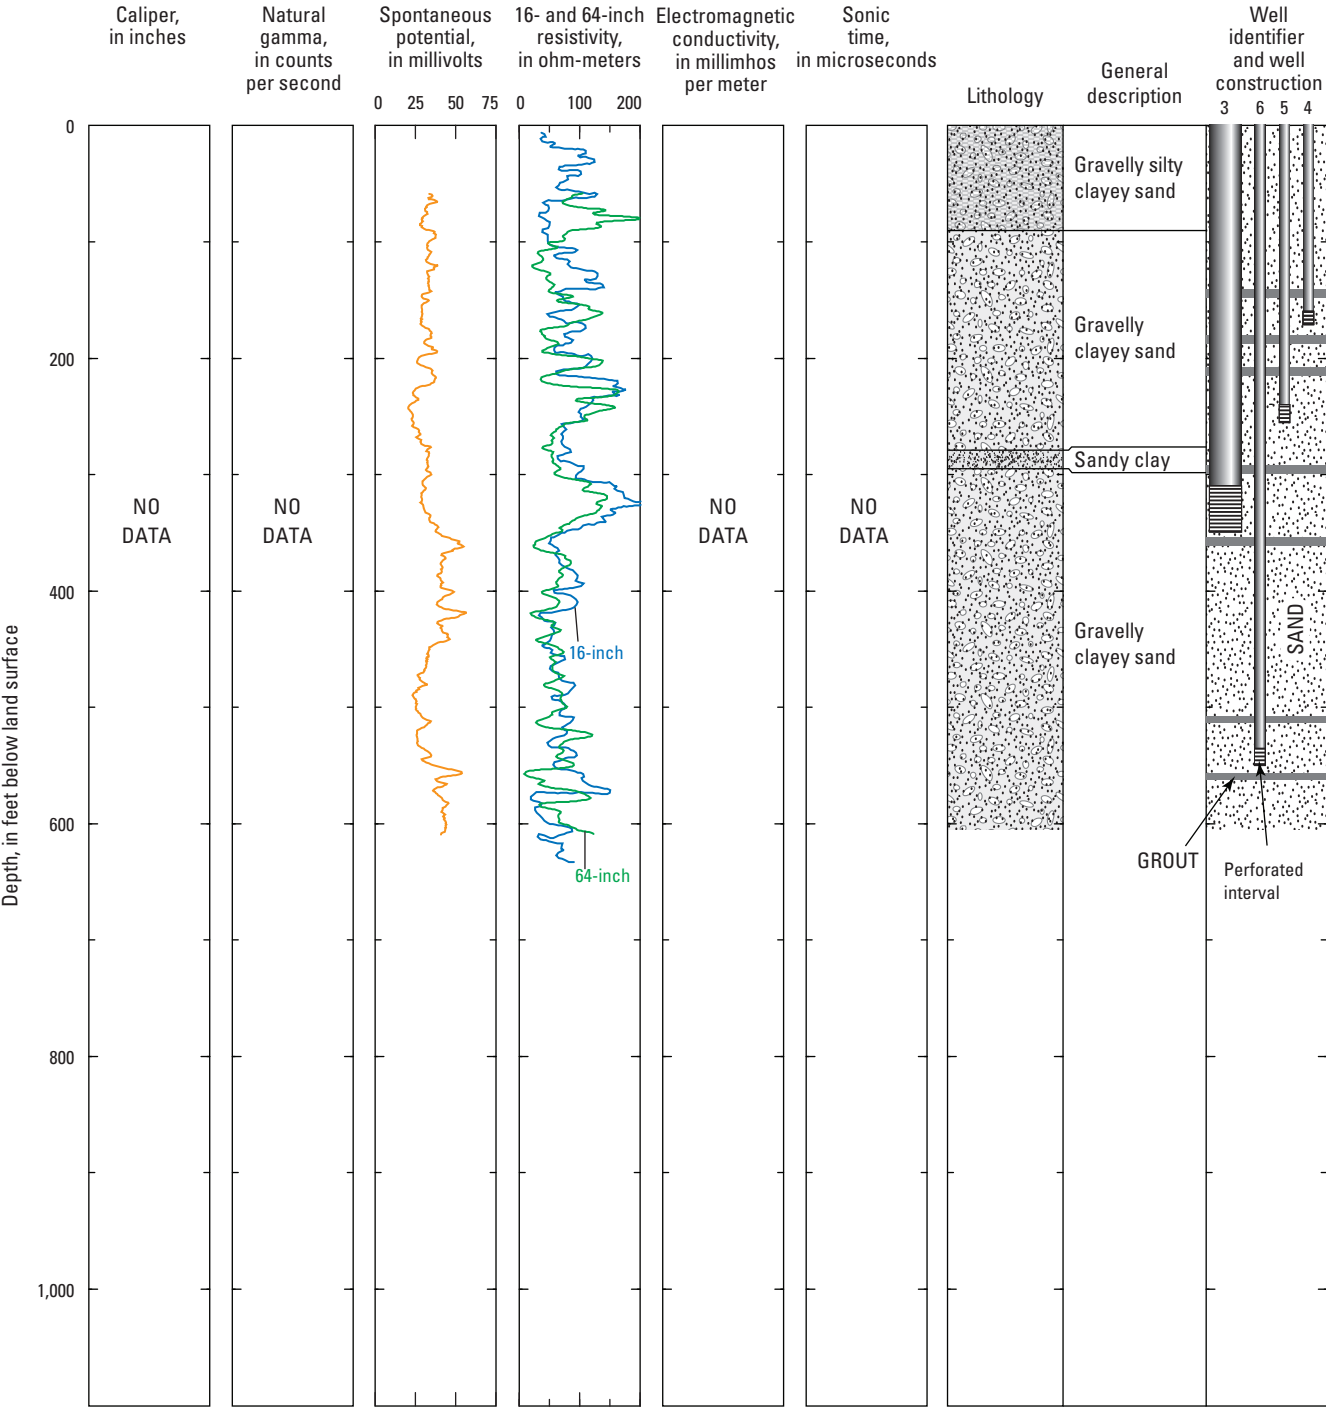 Caliper,
in inches
Natural
gamma,
in counts
per second
Spontaneous
potential,
in millivolts
16- and 64-inch
resistivity,
in ohm-meters
Electromagnetic
conductivity,
in millimhos
per meter
Sonic
time,
in microseconds
Lithology
General
description
Well
identifier
and well
construction
0 25 50 75
0 100 200
3 6 5 4
0
200
400
600
800
1,000
Depth, in feet below land surface
NO
DATA
NO
DATA
NO
DATA
NO
DATA
16-inch
64-inch
Gravelly silty
clayey sand
Gravelly
clayey sand
Sandy clay
Gravelly
clayey sand
SAND
GROUT
Perforated
interval